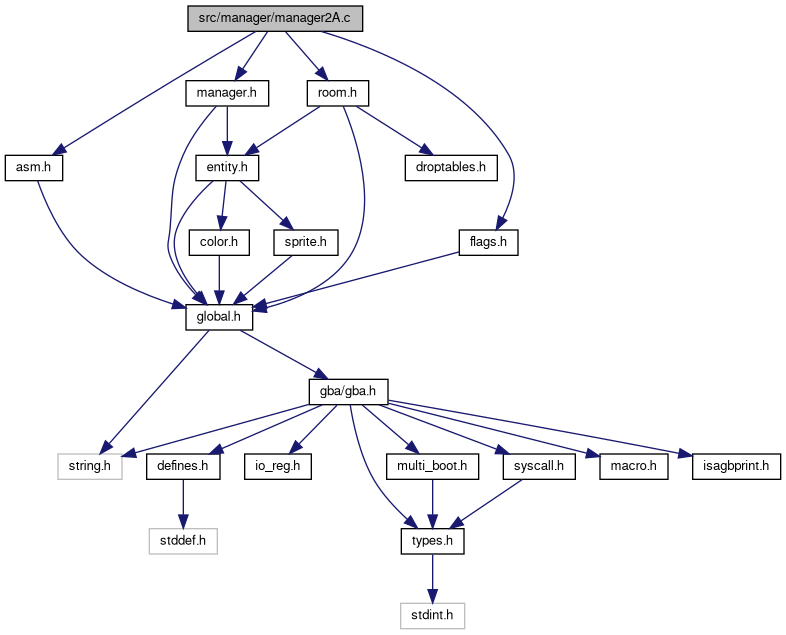 src/manager/manager2A.c
manager.h
room.h
asm.h
entity.h
droptables.h
color.h
sprite.h
flags.h
global.h
gba/gba.h
string.h
defines.h
io_reg.h
multi_boot.h
syscall.h
macro.h
isagbprint.h
stddef.h
types.h
stdint.h